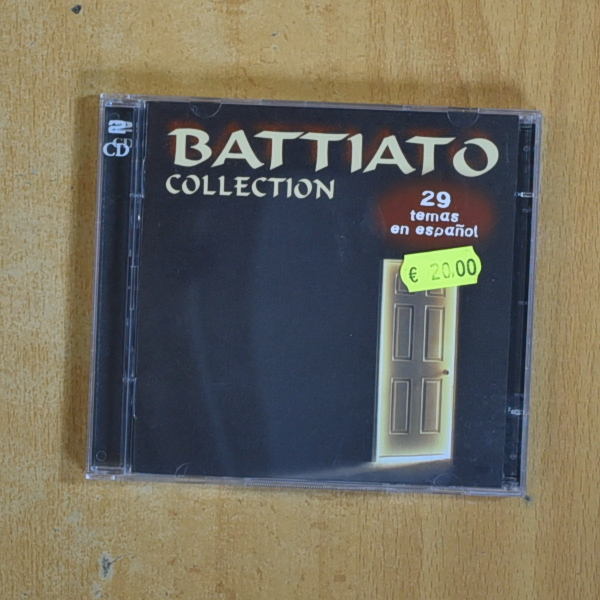 BATTIATO
COLLECTION
29
temas
en español
€ 20,00
2
CD